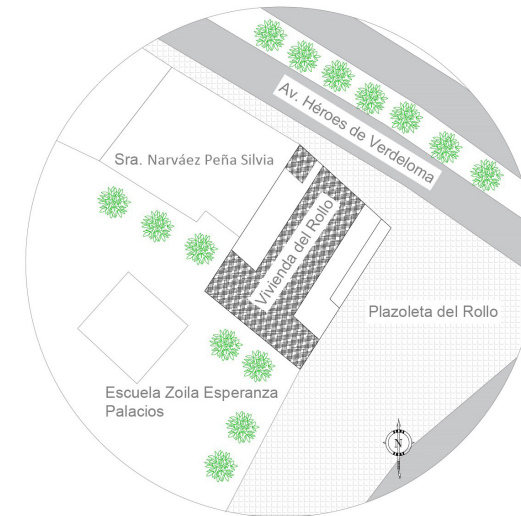 Av. Héroes de Verdeloma
Sra. Narváez Peña Silvia
Vivienda del Rollo
Plazoleta del Rollo
Escuela Zoila Esperanza
Palacios
N